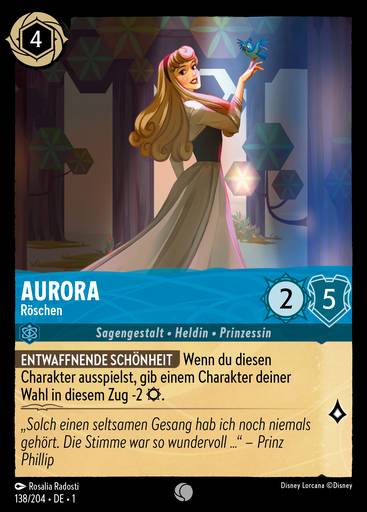 4
AURORA
Röschen
2
5
Sagengestalt • Heldin • Prinzessin
ENTWAFFNENDE SCHÖNHEIT Wenn du diesen
Charakter ausspielst, gib einem Charakter deiner
Wahl in diesem Zug -2 ¤.
„Solch einen seltsamen Gesang hab ich noch niemals
gehört. Die Stimme war so wundervoll ...“ – Prinz
Phillip
Rosalia Radosti
138/204 • DE • 1
Disney Lorcana ©Disney